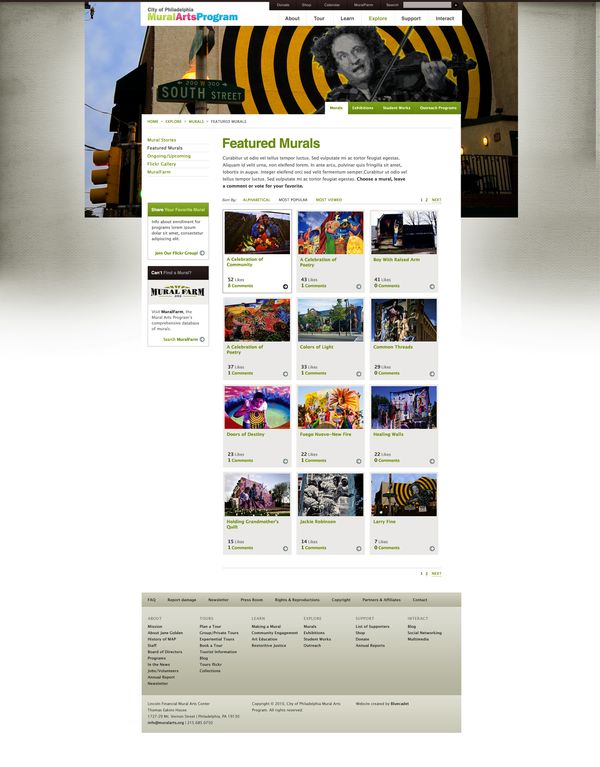 City of Philadelphia
MuralArtsProgram
Donate Shop Calendar MuralFarm Search
About Tour Learn Explore Support Interact
200 W 300
SOUTH STREET
Murals Exhibitions Student Works Outreach Programs
HOME > EXPLORE > MURALS > FEATURED MURALS
Mural Stories
Featured Murals
Ongoing/Upcoming
Flickr Gallery
MuralFarm
Share Your Favorite Mural
Info about enrollment for
programs lorem ipsum
dolor sit amet, consectetur
adipiscing elit.
Join Our Flickr Group!
Can't Find a Mural?
MURAL FARM
.ORG
Visit MuralFarm, the
Mural Arts Program's
comprehensive database
of murals.
Search MuralFarm
Featured Murals
Curabitur ut odio vel tellus tempor luctus. Sed vulputate mi ac tortor feugiat egestas.
Aliquam id velit urna, non eleifend lorem. In ante arcu, pulvinar quis fringilla sit amet,
lobortis in augue. Integer eleifend orci sed velit fermentum semper.Curabitur ut odio vel
tellus tempor luctus. Sed vulputate mi ac tortor feugiat egestas. Choose a mural, leave
a comment or vote for your favorite.
Sort By: ALPHABETICAL MOST POPULAR MOST VIEWED 1 2 NEXT
A Celebration of
Community
52 Likes
8 Comments
A Celebration of
Poetry
43 Likes
1 Comments
Boy With Raised Arm
41 Likes
0 Comments
A Celebration of
Poetry
37 Likes
1 Comments
Colors of Light
33 Likes
1 Comments
Common Threads
29 Likes
0 Comments
Doors of Destiny
23 Likes
1 Comments
Fuego Nuevo-New Fire
22 Likes
1 Comments
Healing Walls
22 Likes
0 Comments
Holding Grandmother's
Quilt
15 Likes
1 Comments
Jackie Robinson
14 Likes
1 Comments
Larry Fine
7 Likes
0 Comments
1 2 NEXT
FAQ Report damage Newsletter Press Room Rights & Reproductions Copyright Partners & Affiliates Contact
ABOUT
Mission
About Jane Golden
History of MAP
Staff
Board of Directors
Programs
In the News
Jobs/Volunteers
Annual Report
Newsletter
TOURS
Plan a Tour
Group/Private Tours
Experiential Tours
Book a Tour
Tourist Information
Blog
Tours flickr
Collections
LEARN
Making a Mural
Community Engagement
Art Education
Restorative Justice
EXPLORE
Murals
Exhibitions
Student Works
Outreach
SUPPORT
List of Supporters
Shop
Donate
Annual Reports
INTERACT
Blog
Social Networking
Multimedia
Lincoln Financial Mural Arts Center
Thomas Eakins House
1727-29 Mt. Vernon Street | Philadelphia, PA 19130
info@muralarts.org | 215.685.0750
Copyright © 2010, City of Philadelphia Mural Arts
Program. All rights reserved.
Website created by Bluecadet